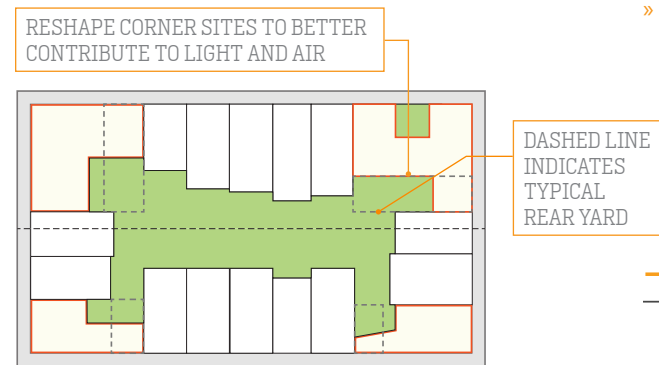 RESHAPE CORNER SITES TO BETTER
CONTRIBUTE TO LIGHT AND AIR
»
DASHED LINE
INDICATES
TYPICAL
REAR YARD